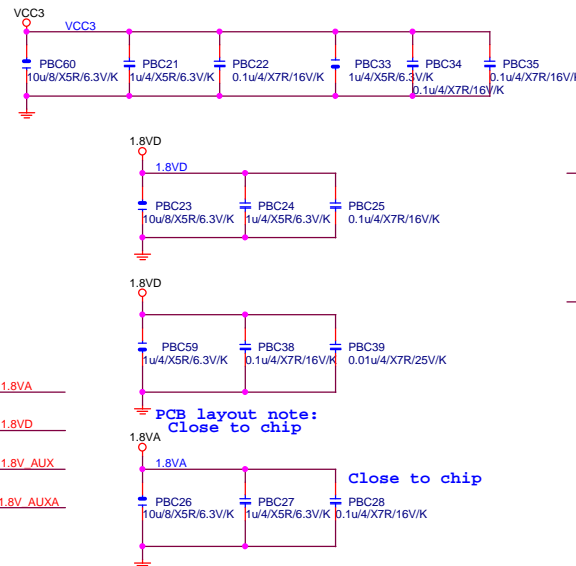 VCC3
VCC3
PBC60
10u/8/X5R/6.3V/K
PBC21
1u/4/X5R/6.3V/K
PBC22
0.1u/4/X7R/16V/K
PBC33
1u/4/X5R/6.3V/K
PBC34
0.1u/4/X7R/16V/K
PBC35
0.1u/4/X7R/16V/K
1.8VD
1.8VD
PBC23
10u/8/X5R/6.3V/K
PBC24
1u/4/X5R/6.3V/K
PBC25
0.1u/4/X7R/16V/K
1.8VD
PBC59
1u/4/X5R/6.3V/K
PBC38
0.1u/4/X7R/16V/K
PBC39
0.01u/4/X7R/25V/K
1.8VA
PCB layout note:
Close to chip
1.8VD
1.8VA
1.8VA
1.8V_AUX
Close to chip
1.8V_AUXA
PBC26
10u/8/X5R/6.3V/K
PBC27
1u/4/X5R/6.3V/K
PBC28
0.1u/4/X7R/16V/K